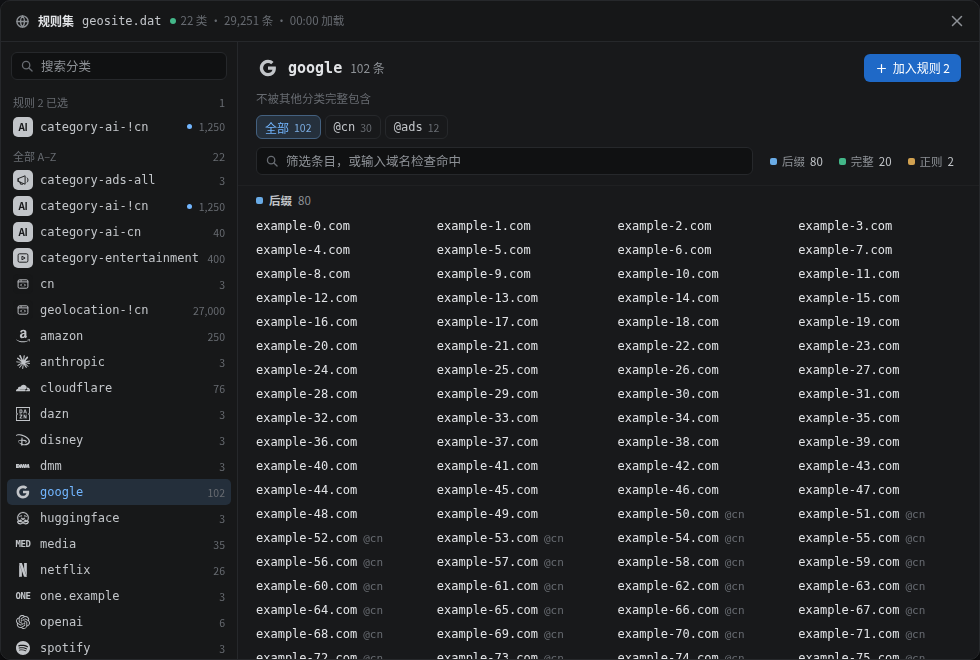 规则集 geosite.dat 22 类 · 29,251 条 · 00:00 加载
搜索分类
规则 2 已选 1
AI category-ai-!cn 1,250
全部 A–Z 22
category-ads-all 3
AI category-ai-!cn 1,250
AI category-ai-cn 40
category-entertainment 400
cn 3
geolocation-!cn 27,000
a amazon 250
anthropic 3
cloudflare 76
DAZN dazn 3
disney 3
dmm 3
G google 102
huggingface 3
MED media 35
N netflix 26
ONE one.example 3
openai 6
spotify 3
G google 102 条
+ 加入规则 2
不被其他分类完整包含
全部 102 @cn 30 @ads 12
筛选条目，或输入域名检查命中
后缀 80 完整 20 正则 2
后缀 80
example-0.com example-1.com example-2.com example-3.com
example-4.com example-5.com example-6.com example-7.com
example-8.com example-9.com example-10.com example-11.com
example-12.com example-13.com example-14.com example-15.com
example-16.com example-17.com example-18.com example-19.com
example-20.com example-21.com example-22.com example-23.com
example-24.com example-25.com example-26.com example-27.com
example-28.com example-29.com example-30.com example-31.com
example-32.com example-33.com example-34.com example-35.com
example-36.com example-37.com example-38.com example-39.com
example-40.com example-41.com example-42.com example-43.com
example-44.com example-45.com example-46.com example-47.com
example-48.com example-49.com example-50.com @cn example-51.com @cn
example-52.com @cn example-53.com @cn example-54.com @cn example-55.com @cn
example-56.com @cn example-57.com @cn example-58.com @cn example-59.com @cn
example-60.com @cn example-61.com @cn example-62.com @cn example-63.com @cn
example-64.com @cn example-65.com @cn example-66.com @cn example-67.com @cn
example-68.com @cn example-69.com @cn example-70.com @cn example-71.com @cn
example-72.com @cn example-73.com @cn example-74.com @cn example-75.com @cn